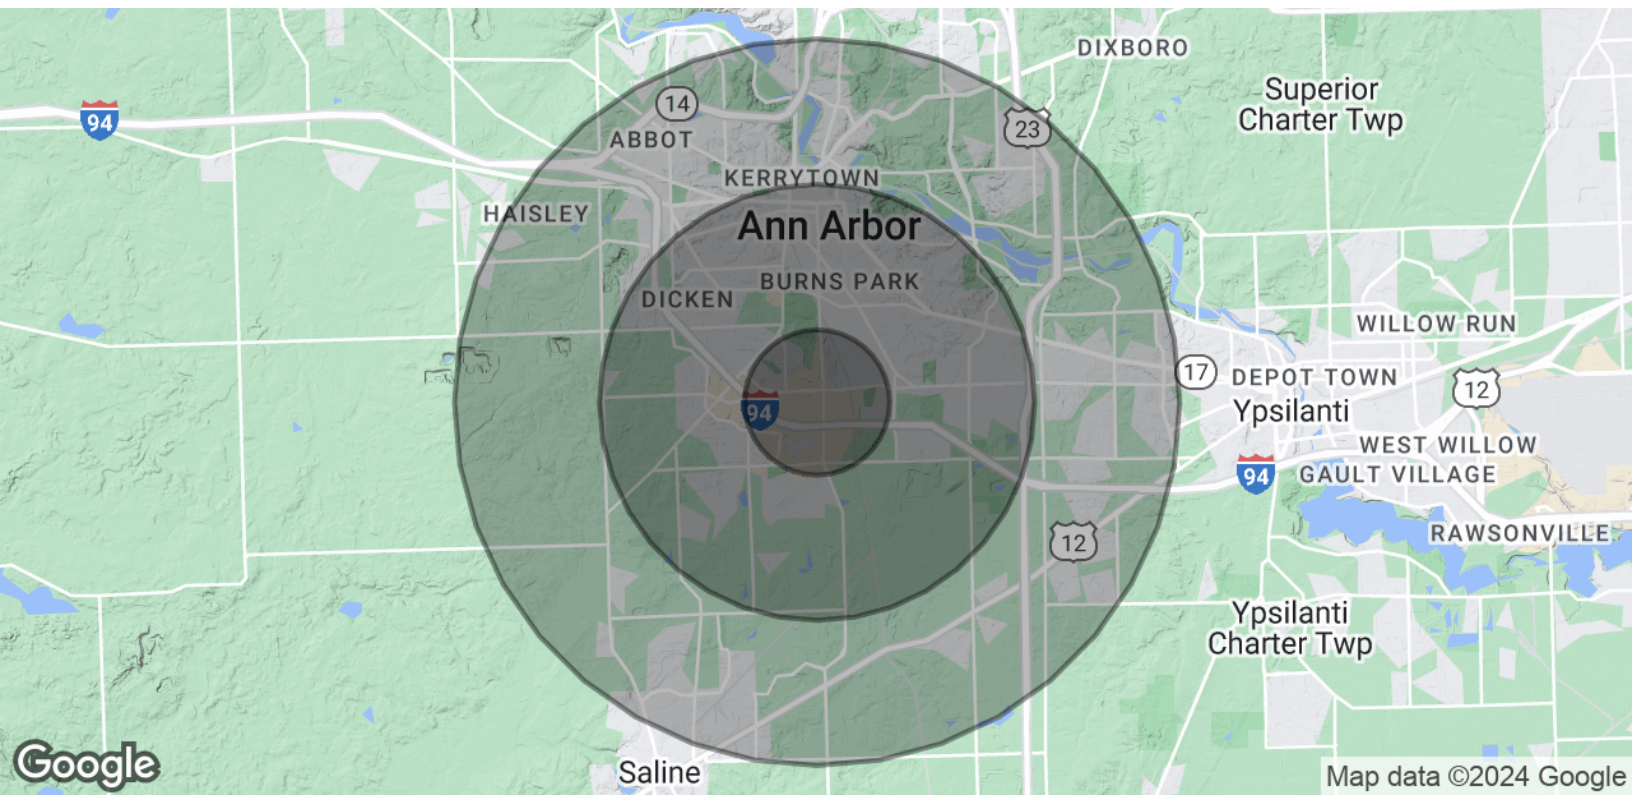 DIXBORO
Superior
Charter Twp
94
14
23
ABBOT
KERRYTOWN
HAISLEY
Ann Arbor
BURNS PARK
DICKEN
WILLOW RUN
17
DEPOT TOWN
12
Ypsilanti
94
WEST WILLOW
94
GAULT VILLAGE
RAWSONVILLE
12
Ypsilanti
Charter Twp
Google
Saline
Map data ©2024 Google